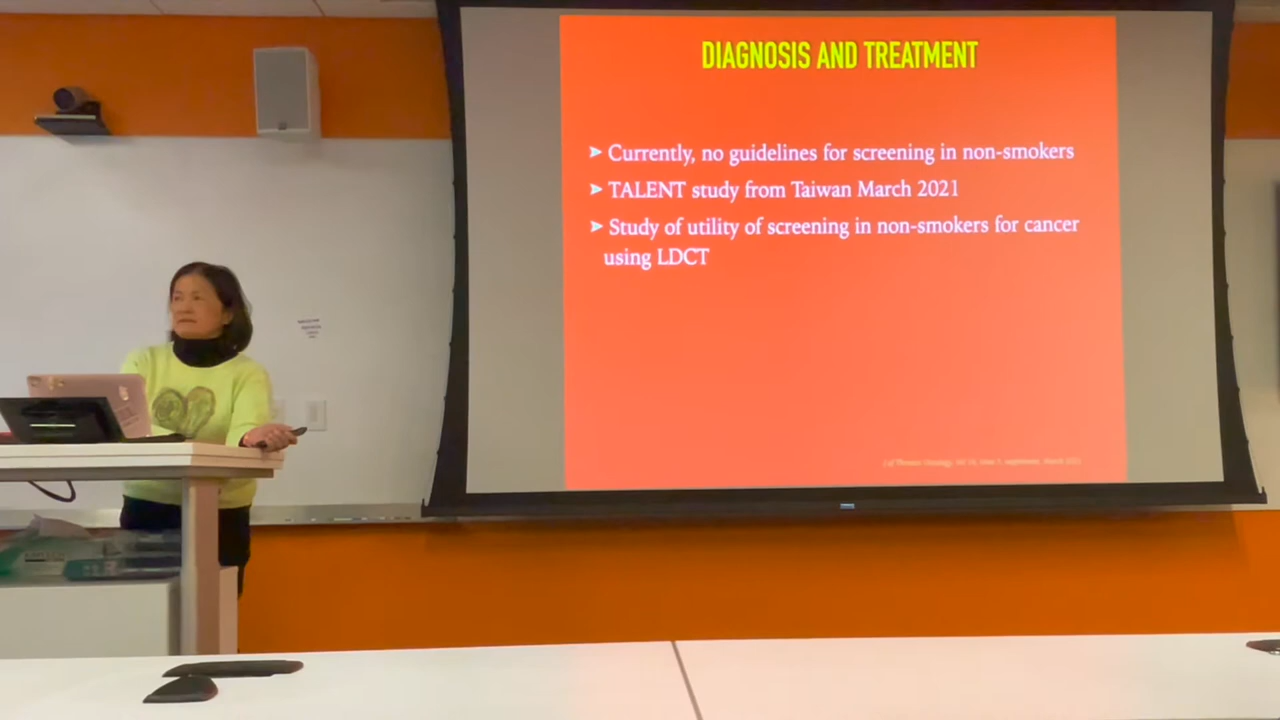 DIAGNOSIS AND TREATMENT
➤ Currently, no guidelines for screening in non-smokers
➤ TALENT study from Taiwan March 2021
➤ Study of utility of screening in non-smokers for cancer
using LDCT